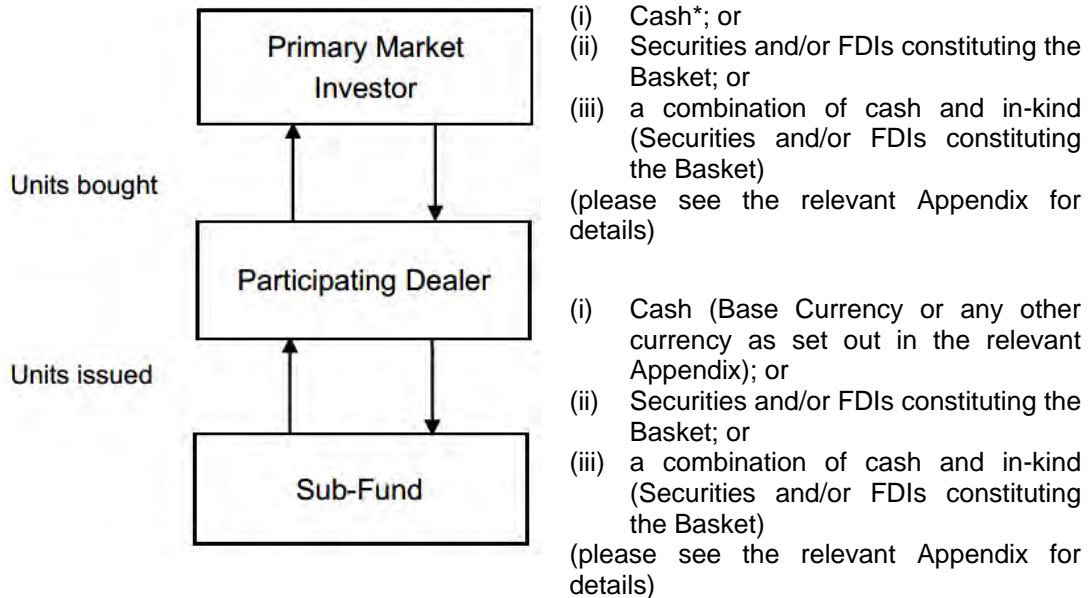 Primary Market
Investor
(i) Cash*; or
(ii) Securities and/or FDIs constituting the
Basket; or
(iii) a combination of cash and in-kind
(Securities and/or FDIs constituting
the Basket)
(please see the relevant Appendix for
details)
Units bought
Participating Dealer
(i) Cash (Base Currency or any other
currency as set out in the relevant
Appendix); or
(ii) Securities and/or FDIs constituting the
Basket; or
(iii) a combination of cash and in-kind
(Securities and/or FDIs constituting
the Basket)
(please see the relevant Appendix for
details)
Units issued
Sub-Fund